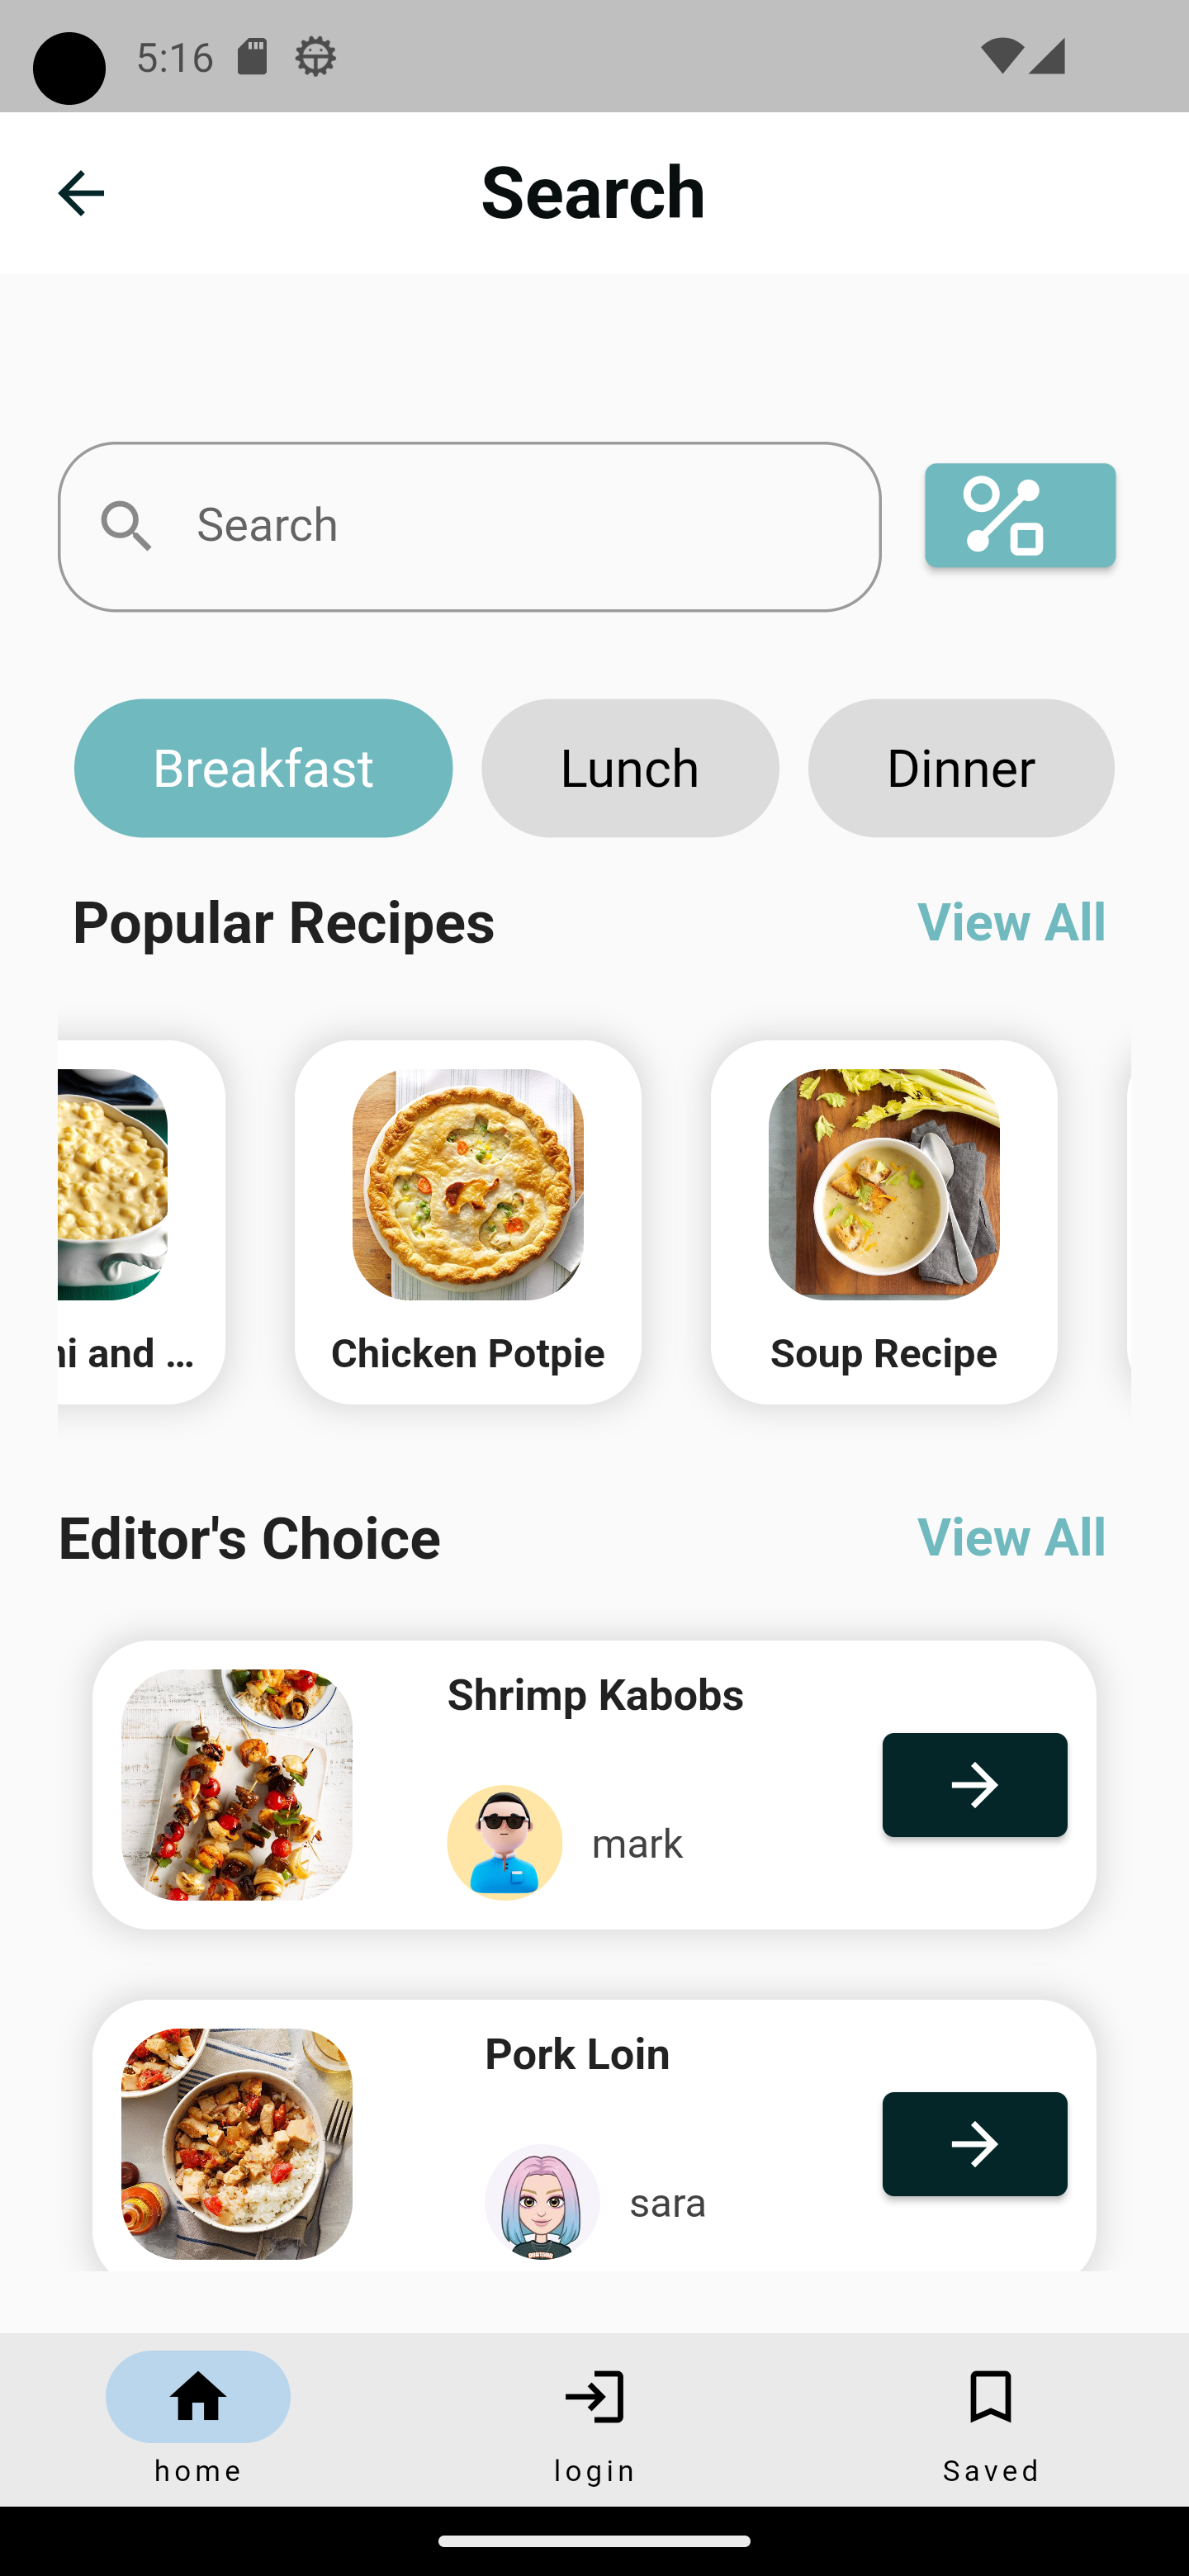 5:16
Search
Search
Breakfast
Lunch
Dinner
Popular Recipes
View All
ni and ...
Chicken Potpie
Soup Recipe
Editor's Choice
View All
Shrimp Kabobs
mark
Pork Loin
sara
home
login
Saved